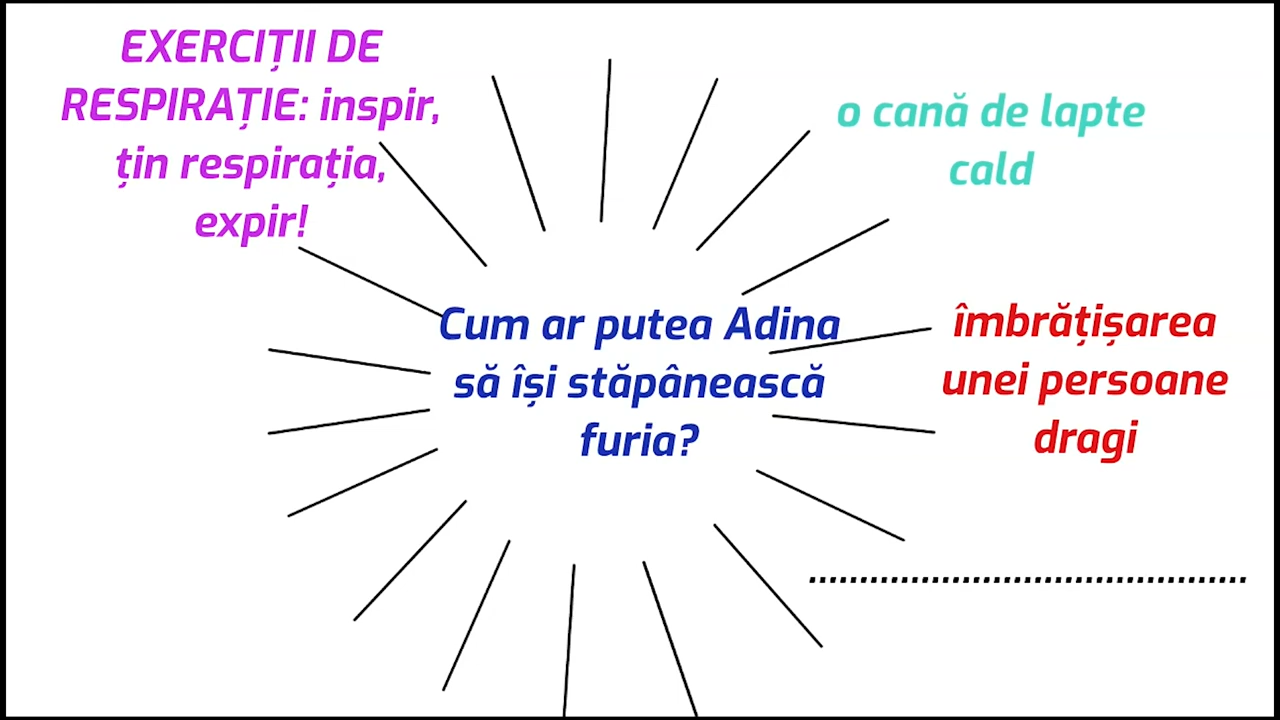 EXERCIȚII DE
RESPIRAȚIE: inspir,
țin respirația,
expir!
o cană de lapte
cald
Cum ar putea Adina
să își stăpânească
furia?
îmbrățișarea
unei persoane
dragi
...........................................